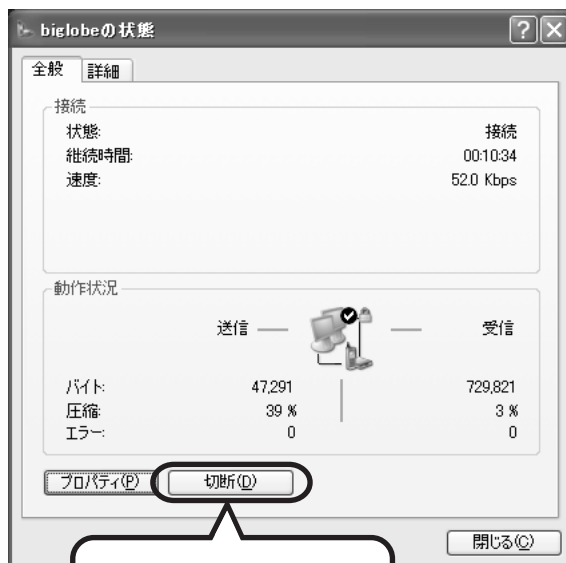 biglobeの状態
全般 詳細
接続
状態: 接続
継続時間: 00:10:34
速度: 52.0 Kbps
動作状況
送信 受信
バイト: 47,291 729,821
圧縮: 39 % 3 %
エラー: 0 0
プロパティ(P) 切断(D)
閉じる(C)